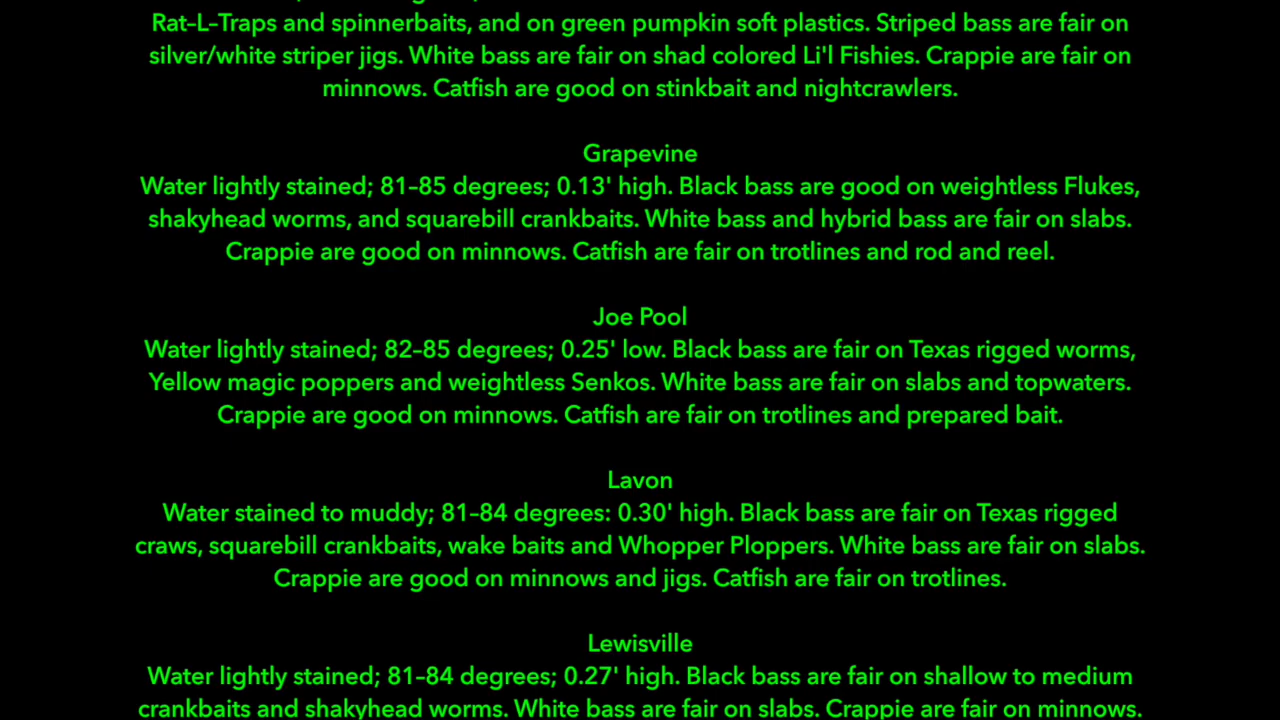 Rat–L–Traps and spinnerbaits, and on green pumpkin soft plastics. Striped bass are fair on
silver/white striper jigs. White bass are fair on shad colored Li'l Fishies. Crappie are fair on
minnows. Catfish are good on stinkbait and nightcrawlers.
Grapevine
Water lightly stained; 81–85 degrees; 0.13' high. Black bass are good on weightless Flukes,
shakyhead worms, and squarebill crankbaits. White bass and hybrid bass are fair on slabs.
Crappie are good on minnows. Catfish are fair on trotlines and rod and reel.
Joe Pool
Water lightly stained; 82–85 degrees; 0.25' low. Black bass are fair on Texas rigged worms,
Yellow magic poppers and weightless Senkos. White bass are fair on slabs and topwaters.
Crappie are good on minnows. Catfish are fair on trotlines and prepared bait.
Lavon
Water stained to muddy; 81–84 degrees: 0.30' high. Black bass are fair on Texas rigged
craws, squarebill crankbaits, wake baits and Whopper Ploppers. White bass are fair on slabs.
Crappie are good on minnows and jigs. Catfish are fair on trotlines.
Lewisville
Water lightly stained; 81–84 degrees; 0.27' high. Black bass are fair on shallow to medium
crankbaits and shakyhead worms. White bass are fair on slabs. Crappie are fair on minnows.